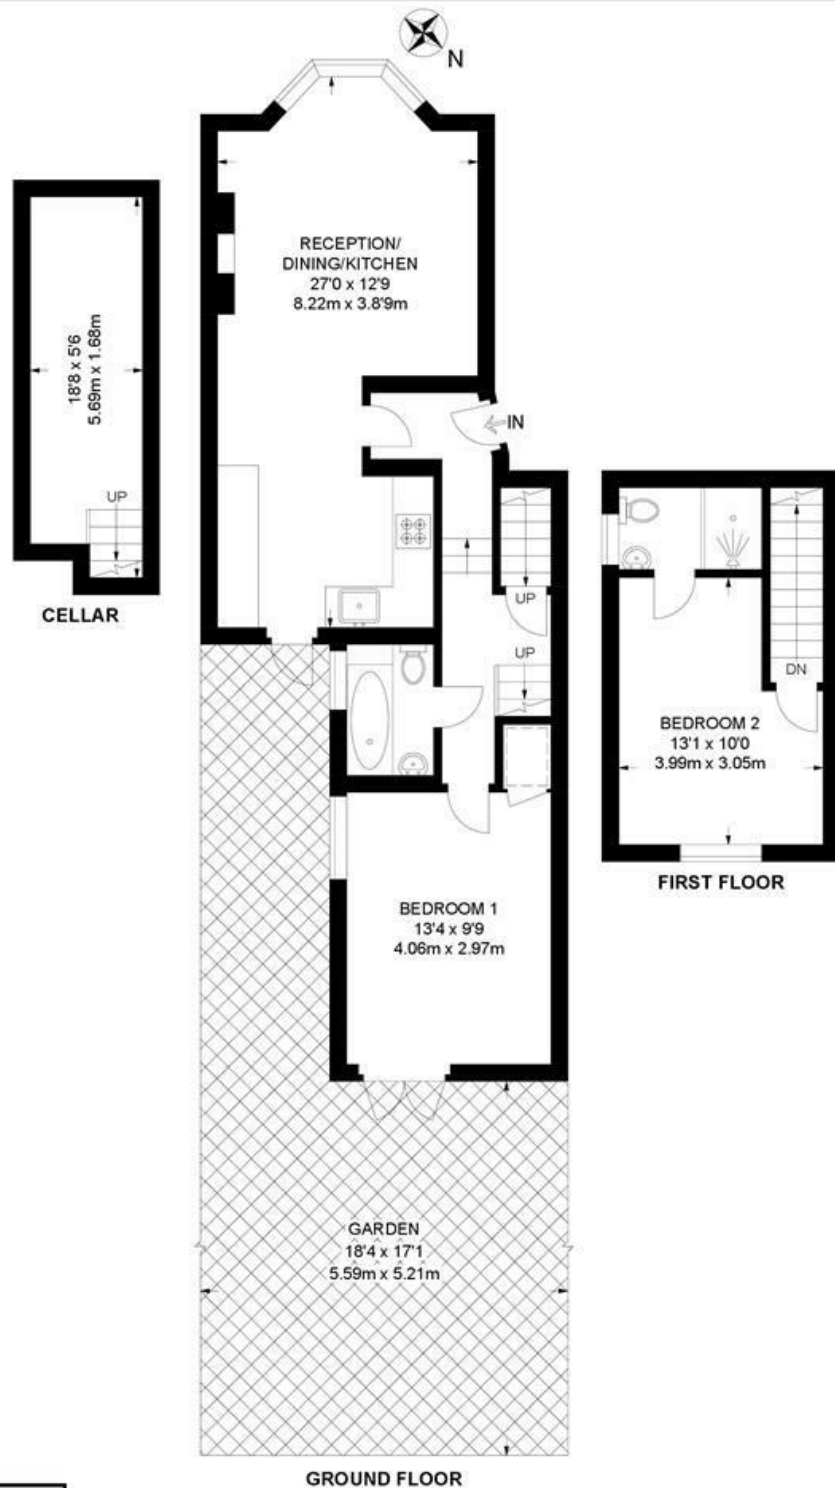 N
RECEPTION/
DINING/KITCHEN
27'0 x 12'9
8.22m x 3.8'9m
18'8 x 5'6
5.69m x 1.68m
UP
CELLAR
IN
UP
UP
DN
BEDROOM 2
13'1 x 10'0
3.99m x 3.05m
FIRST FLOOR
BEDROOM 1
13'4 x 9'9
4.06m x 2.97m
GARDEN
18'4 x 17'1
5.59m x 5.21m
GROUND FLOOR